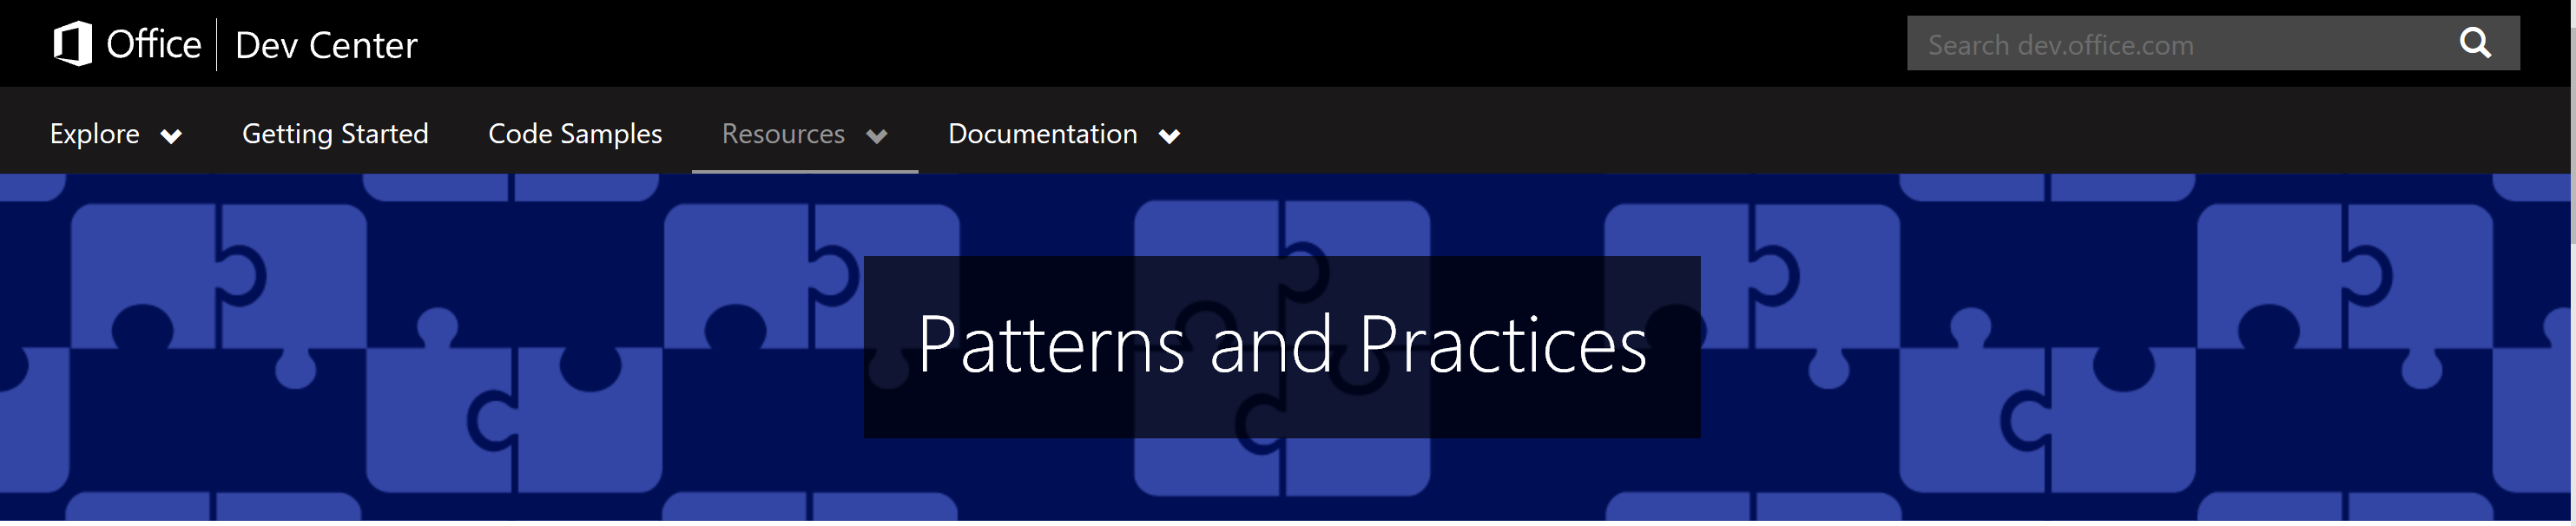 Office Dev Center
Search dev.office.com
Explore Getting Started Code Samples Resources Documentation
Patterns and Practices